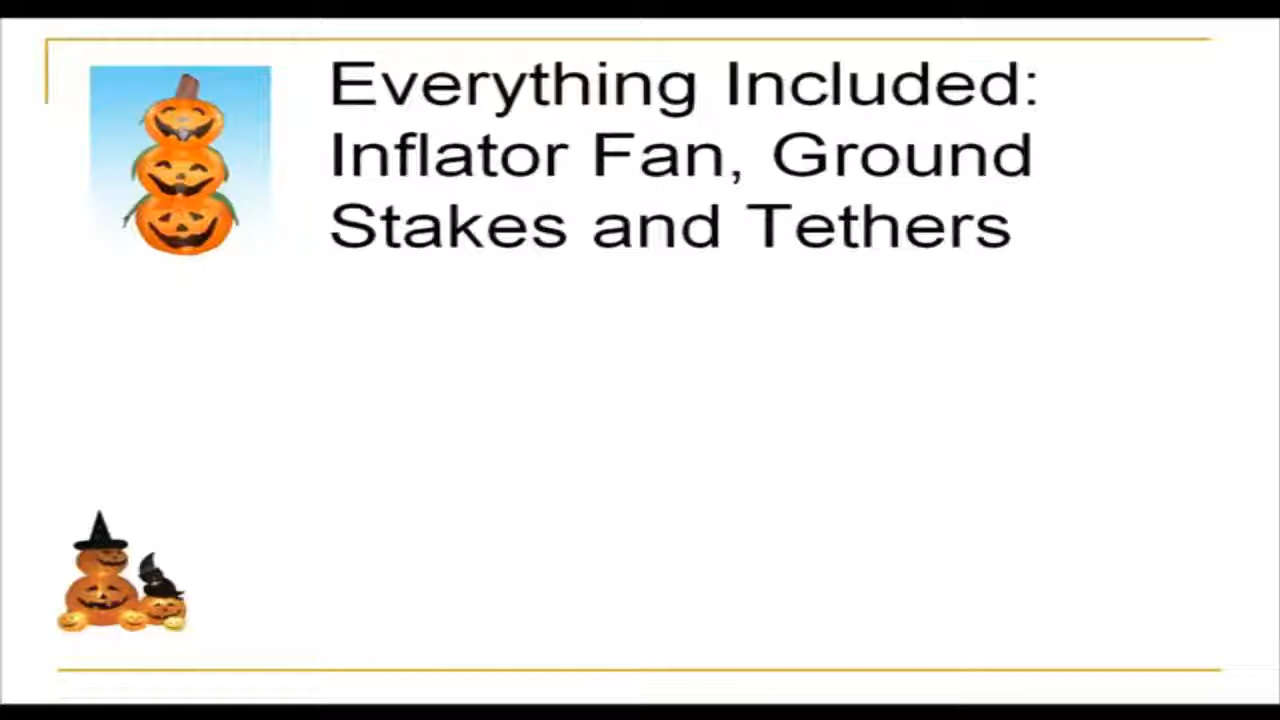 Everything Included:
Inflator Fan, Ground
Stakes and Tethers